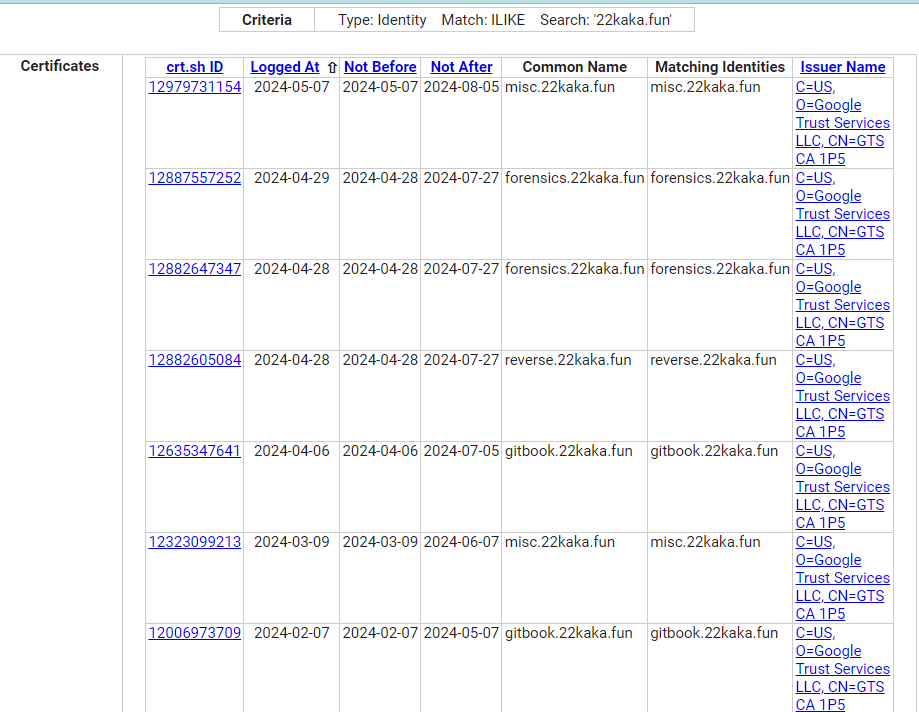 Criteria Type: Identity Match: ILIKE Search: '22kaka.fun'
Certificates
crt.sh ID Logged At ⇧ Not Before Not After Common Name Matching Identities Issuer Name
12979731154 2024-05-07 2024-05-07 2024-08-05 misc.22kaka.fun misc.22kaka.fun C=US,
O=Google
Trust Services
LLC, CN=GTS
CA 1P5
12887557252 2024-04-29 2024-04-28 2024-07-27 forensics.22kaka.fun forensics.22kaka.fun C=US,
O=Google
Trust Services
LLC, CN=GTS
CA 1P5
12882647347 2024-04-28 2024-04-28 2024-07-27 forensics.22kaka.fun forensics.22kaka.fun C=US,
O=Google
Trust Services
LLC, CN=GTS
CA 1P5
12882605084 2024-04-28 2024-04-28 2024-07-27 reverse.22kaka.fun reverse.22kaka.fun C=US,
O=Google
Trust Services
LLC, CN=GTS
CA 1P5
12635347641 2024-04-06 2024-04-06 2024-07-05 gitbook.22kaka.fun gitbook.22kaka.fun C=US,
O=Google
Trust Services
LLC, CN=GTS
CA 1P5
12323099213 2024-03-09 2024-03-09 2024-06-07 misc.22kaka.fun misc.22kaka.fun C=US,
O=Google
Trust Services
LLC, CN=GTS
CA 1P5
12006973709 2024-02-07 2024-02-07 2024-05-07 gitbook.22kaka.fun gitbook.22kaka.fun C=US,
O=Google
Trust Services
LLC, CN=GTS
CA 1P5